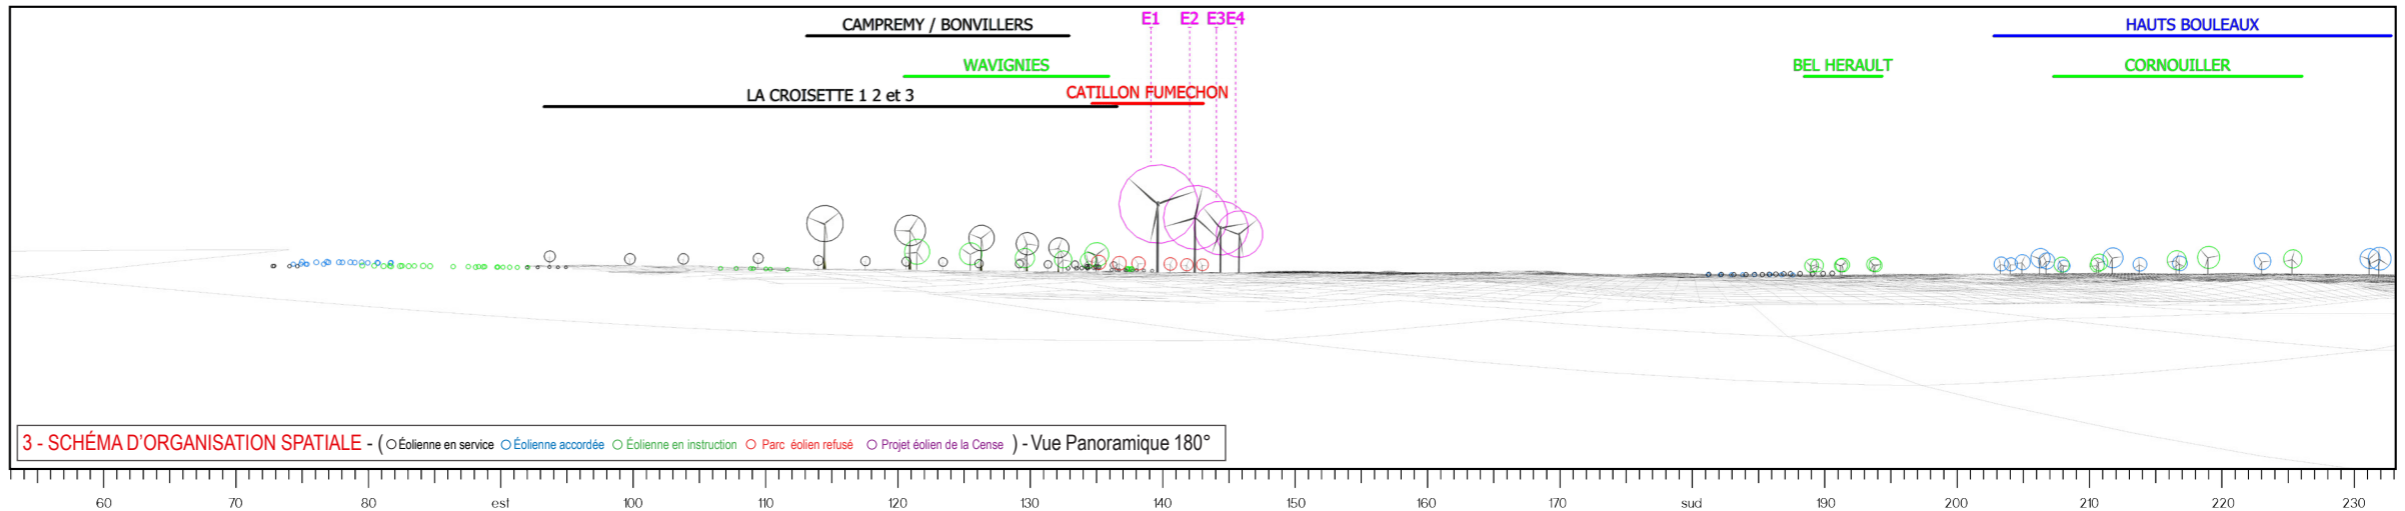 E1 E2 E3E4
CAMPREMY / BONVILLERS
HAUTS BOULEAUX
WAVIGNIES
BEL HERAULT
CORNOUILLER
LA CROISETTE 1 2 et 3
CATILLON FUMECHON
3 - SCHÉMA D'ORGANISATION SPATIALE - ( Éolienne en service Éolienne accordée Éolienne en instruction Parc éolien refusé Projet éolien de la Cense ) - Vue Panoramique 180°
60 70 80 est 100 110 120 130 140 150 160 170 sud 190 200 210 220 230